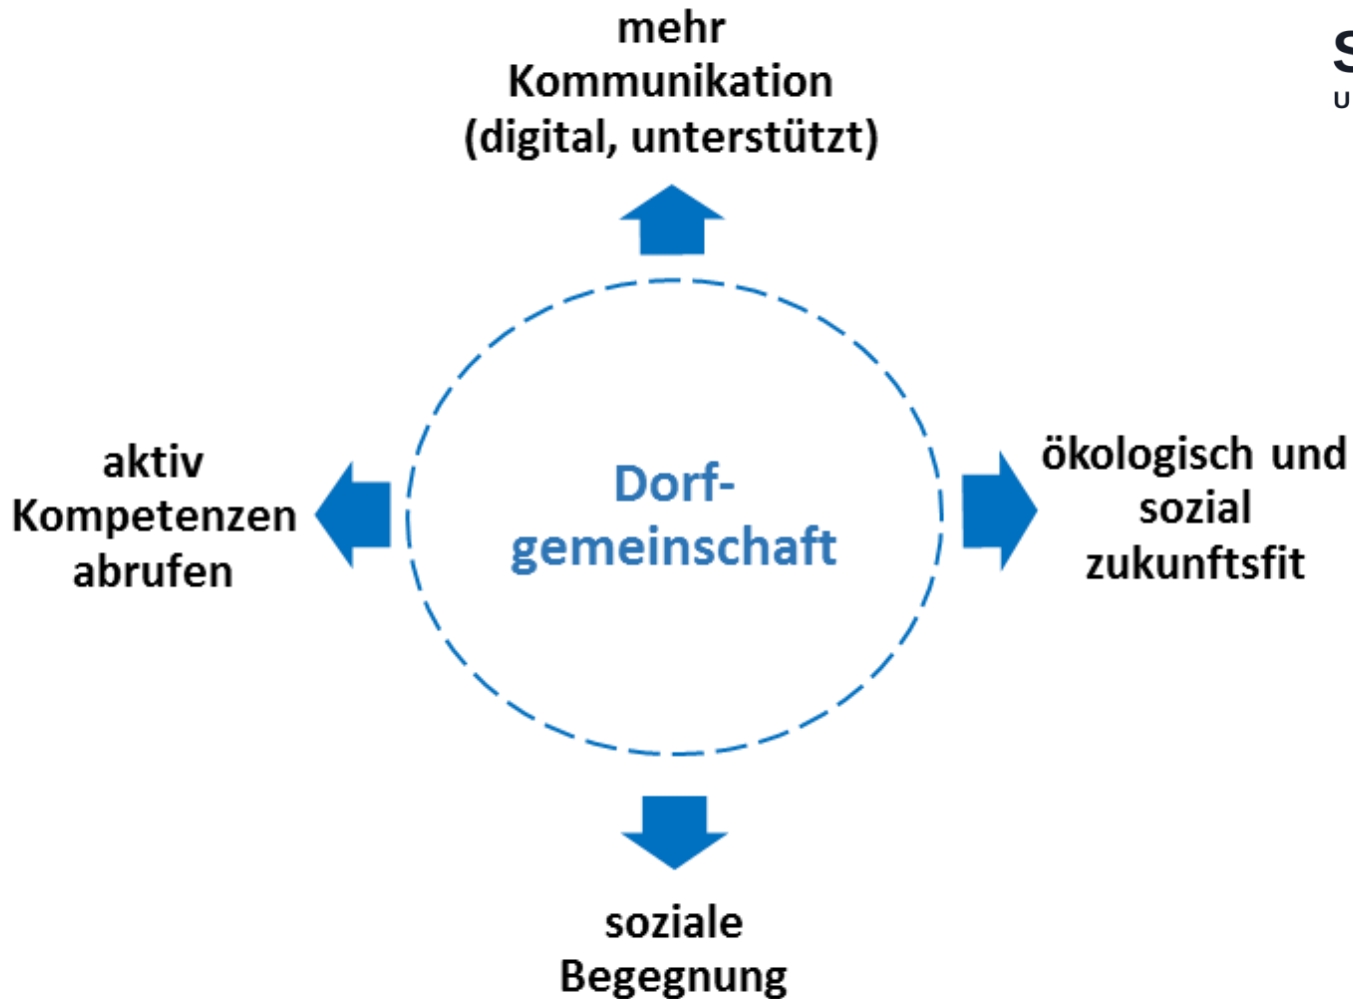 mehr
Kommunikation
(digital, unterstützt)
aktiv
Kompetenzen
abrufen
Dorf-
gemeinschaft
ökologisch und
sozial
zukunftsfit
soziale
Begegnung